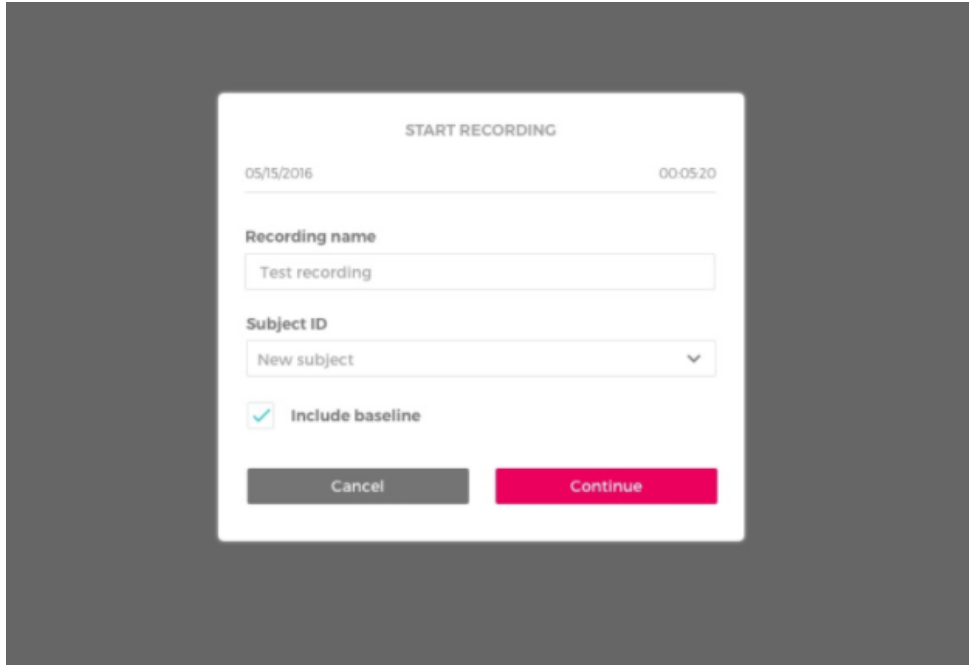 START RECORDING
05/15/2016 00:05:20
Recording name
Test recording
Subject ID
New subject
Include baseline
Cancel Continue